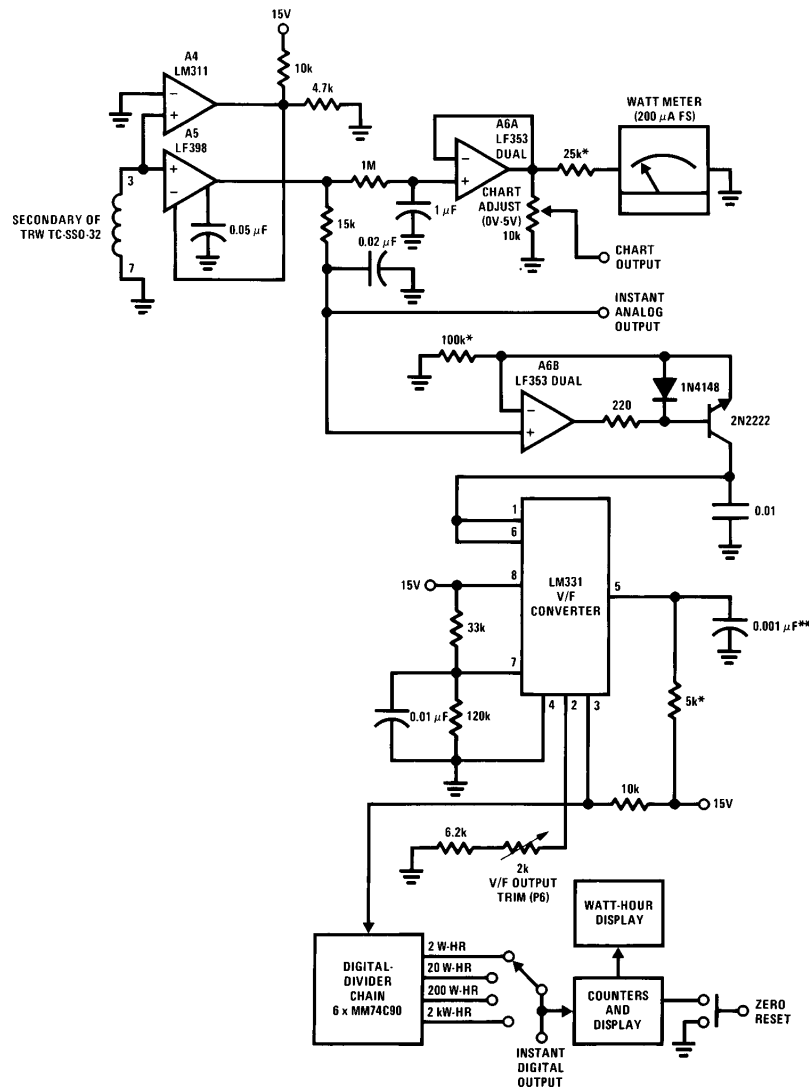 15V
A4
LM311
10k
4.7k
A5
LF398
3
SECONDARY OF
TRW TC-SSO-32
7
0.05 µF
1M
15k
1 µF
0.02 µF
A6A
LF353
DUAL
CHART
ADJUST
(0V-5V)
10k
25k*
WATT METER
(200 µA FS)
CHART
OUTPUT
INSTANT
ANALOG
OUTPUT
100k*
A6B
LF353 DUAL
220
1N4148
2N2222
0.01
1
6
8
7
15V
33k
0.01 µF
120k
LM331
V/F
CONVERTER
5
4
2
3
0.001 µF**
5k*
10k
15V
6.2k
2k
V/F OUTPUT
TRIM (P6)
DIGITAL-
DIVIDER
CHAIN
6 x MM74C90
2 W-HR
20 W-HR
200 W-HR
2 kW-HR
INSTANT
DIGITAL
OUTPUT
WATT-HOUR
DISPLAY
COUNTERS
AND
DISPLAY
ZERO
RESET